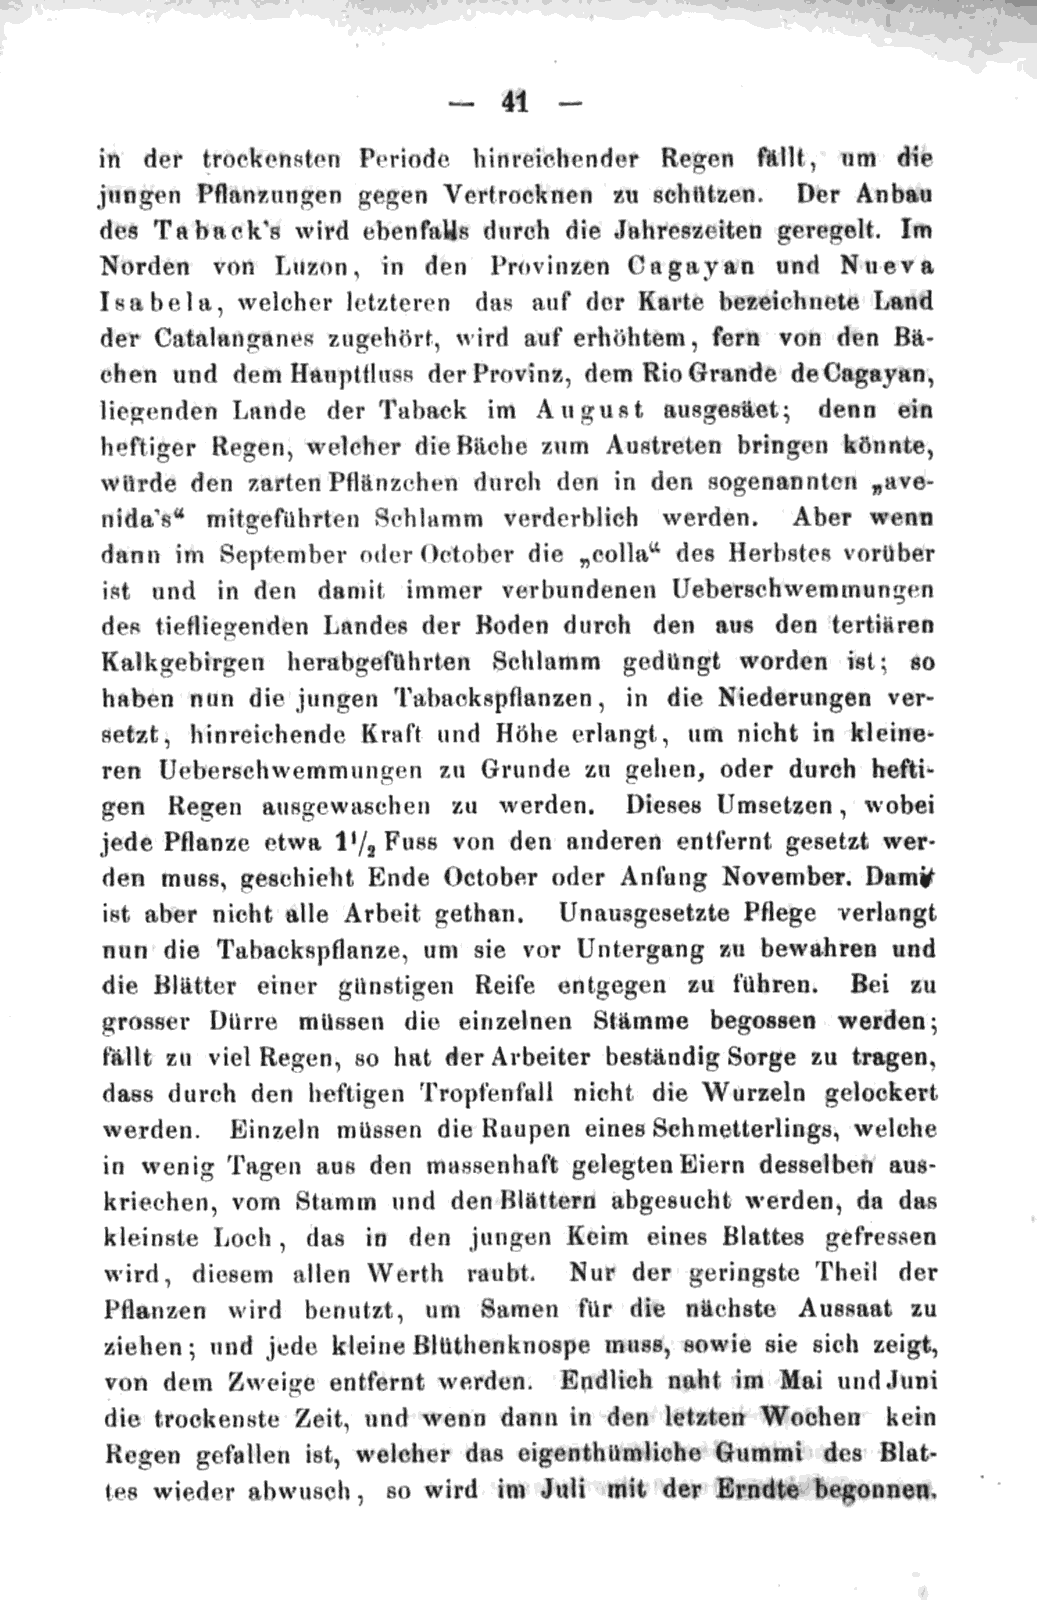 — 41 —
in der trockensten Periode hinreichender Regen fällt, um die
jungen Pflanzungen gegen Vertrocknen zu schützen. Der Anbau
des Taback's wird ebenfalls durch die Jahreszeiten geregelt. Im
Norden von Luzon, in den Provinzen Cagayan und Nueva
Isabela, welcher letzteren das auf der Karte bezeichnete Land
der Catalanganes zugehört, wird auf erhöhtem, fern von den Bä-
chen und dem Hauptfluss der Provinz, dem Rio Grande de Cagayan,
liegenden Lande der Taback im August ausgesäet; denn ein
heftiger Regen, welcher die Bäche zum Austreten bringen könnte,
würde den zarten Pflänzchen durch den in den sogenannten „ave-
nida's“ mitgeführten Schlamm verderblich werden. Aber wenn
dann im September oder October die „colla“ des Herbstes vorüber
ist und in den damit immer verbundenen Ueberschwemmungen
des tiefliegenden Landes der Boden durch den aus den tertiären
Kalkgebirgen herabgeführten Schlamm gedüngt worden ist; so
haben nun die jungen Tabackspflanzen, in die Niederungen ver-
setzt, hinreichende Kraft und Höhe erlangt, um nicht in kleine-
ren Ueberschwemmungen zu Grunde zu gehen, oder durch hefti-
gen Regen ausgewaschen zu werden. Dieses Umsetzen, wobei
jede Pflanze etwa 1½ Fuss von den anderen entfernt gesetzt wer-
den muss, geschieht Ende October oder Anfang November. Damit
ist aber nicht alle Arbeit gethan. Unausgesetzte Pflege verlangt
nun die Tabackspflanze, um sie vor Untergang zu bewahren und
die Blätter einer günstigen Reife entgegen zu führen. Bei zu
grosser Dürre müssen die einzelnen Stämme begossen werden;
fällt zu viel Regen, so hat der Arbeiter beständig Sorge zu tragen,
dass durch den heftigen Tropfenfall nicht die Wurzeln gelockert
werden. Einzeln müssen die Raupen eines Schmetterlings, welche
in wenig Tagen aus den massenhaft gelegten Eiern desselben aus-
kriechen, vom Stamm und den Blättern abgesucht werden, da das
kleinste Loch, das in den jungen Keim eines Blattes gefressen
wird, diesem allen Werth raubt. Nur der geringste Theil der
Pflanzen wird benutzt, um Samen für die nächste Aussaat zu
ziehen; und jede kleine Blüthenknospe muss, sowie sie sich zeigt,
von dem Zweige entfernt werden. Endlich naht im Mai und Juni
die trockenste Zeit, und wenn dann in den letzten Wochen kein
Regen gefallen ist, welcher das eigenthümliche Gummi des Blat-
tes wieder abwusch, so wird im Juli mit der Erndte begonnen.